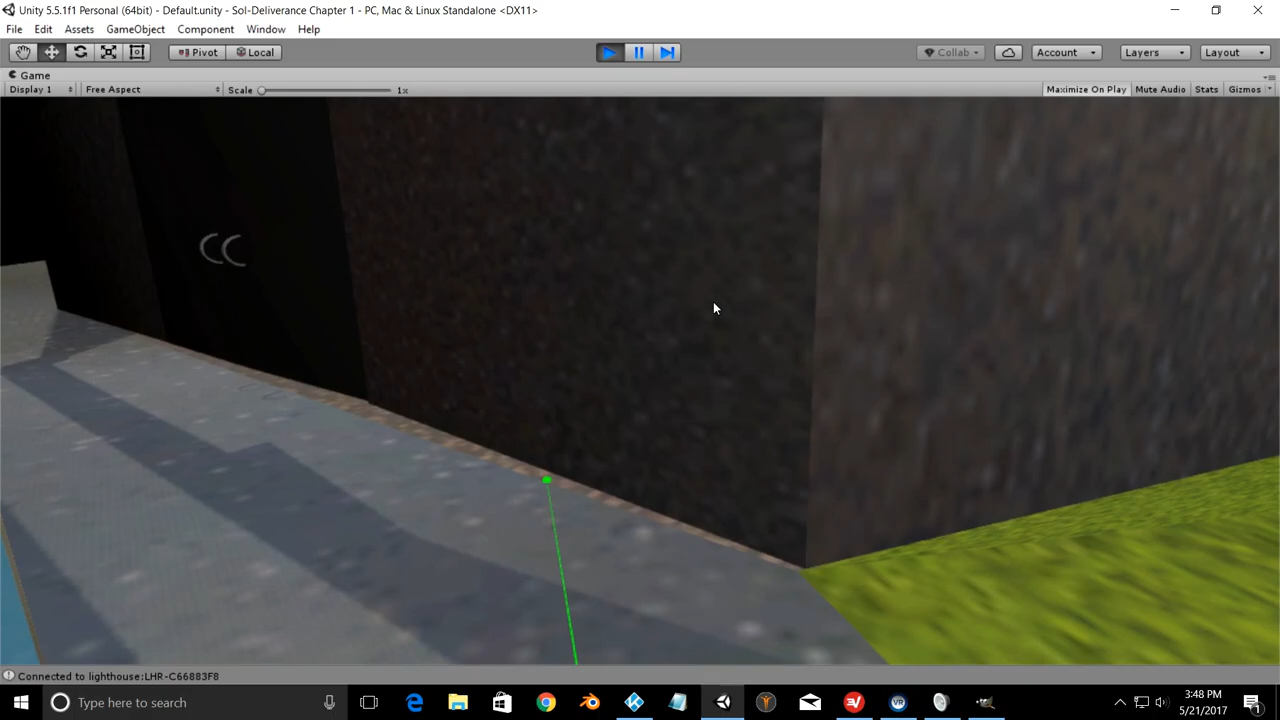 Unity 5.5.1f1 Personal (64bit) - Default.unity - Sol-Deliverance Chapter 1 - PC, Mac & Linux Standalone <DX11>
File Edit Assets GameObject Component Window Help
Pivot Local Collab Account Layers Layout
Game
Display 1 Free Aspect Scale 1x Maximize On Play Mute Audio Stats Gizmos
CC
Connected to lighthouse:LHR-C66883F8
Type here to search
3:48 PM
5/21/2017